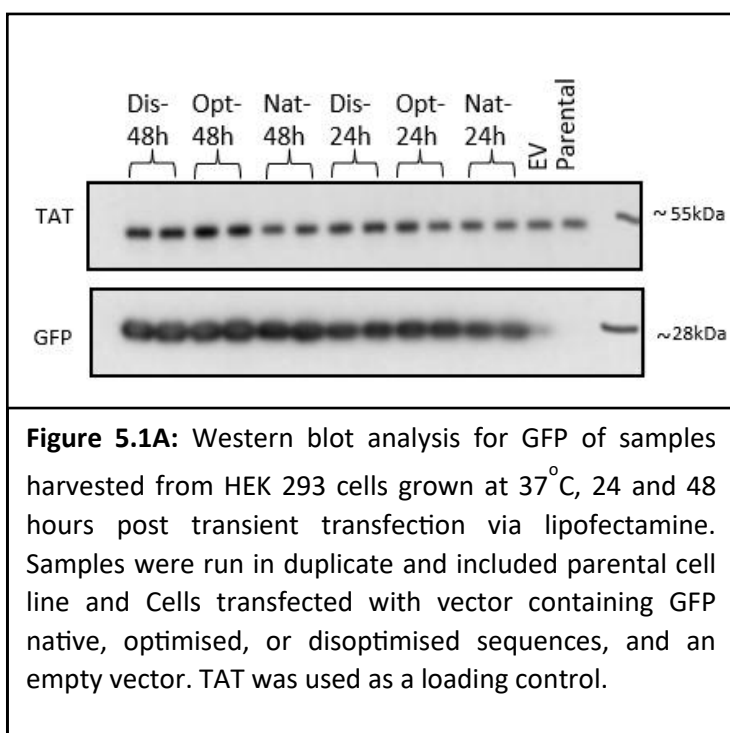 Dis- Opt- Nat- Dis- Opt- Nat-
48h 48h 48h 24h 24h 24h EV Parental
TAT ~55kDa
GFP ~28kDa
Figure 5.1A: Western blot analysis for GFP of samples
harvested from HEK 293 cells grown at 37°C, 24 and 48
hours post transient transfection via lipofectamine.
Samples were run in duplicate and included parental cell
line and Cells transfected with vector containing GFP
native, optimised, or disoptimised sequences, and an
empty vector. TAT was used as a loading control.